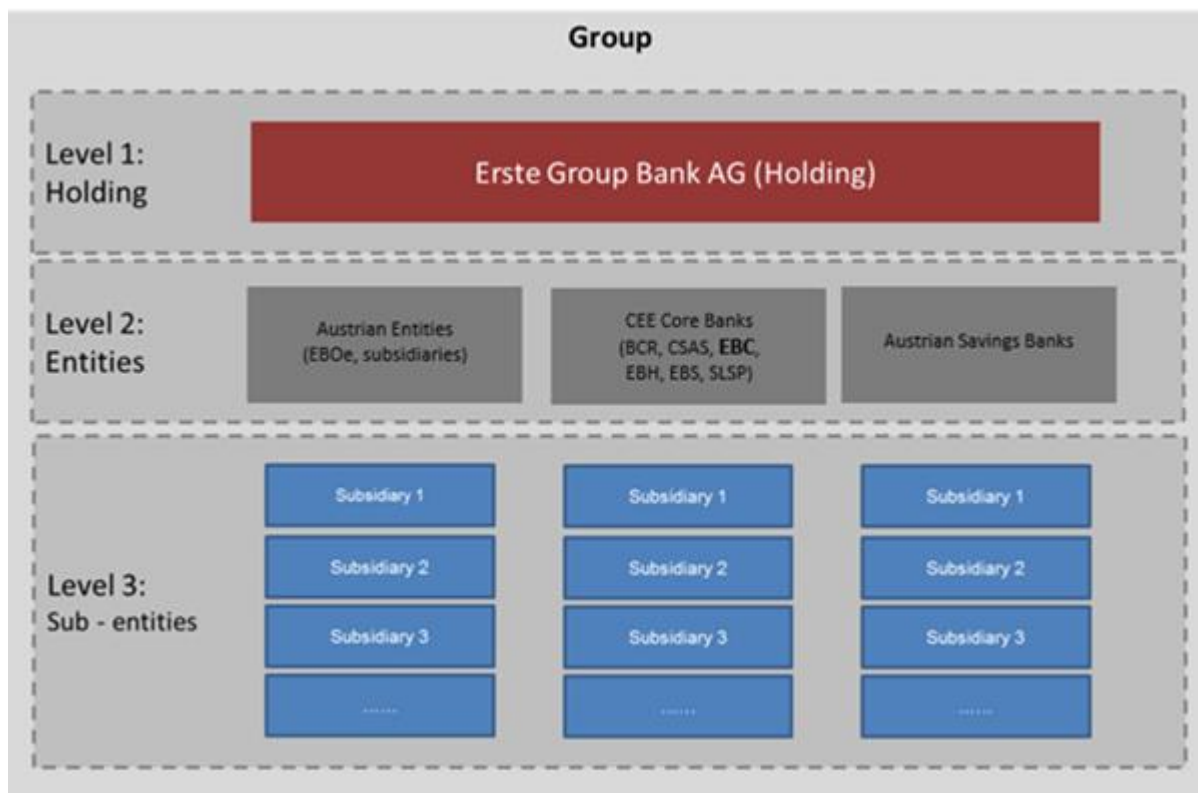 Group
Level 1:
Holding
Erste Group Bank AG (Holding)
Level 2:
Entities
Austrian Entities
(EBOe, subsidiaries)
CEE Core Banks
(BCR, CSAS, EBC,
EBH, EBS, SLSP)
Austrian Savings Banks
Level 3:
Sub - entities
Subsidiary 1
Subsidiary 2
Subsidiary 3
......
Subsidiary 1
Subsidiary 2
Subsidiary 3
......
Subsidiary 1
Subsidiary 2
Subsidiary 3
......